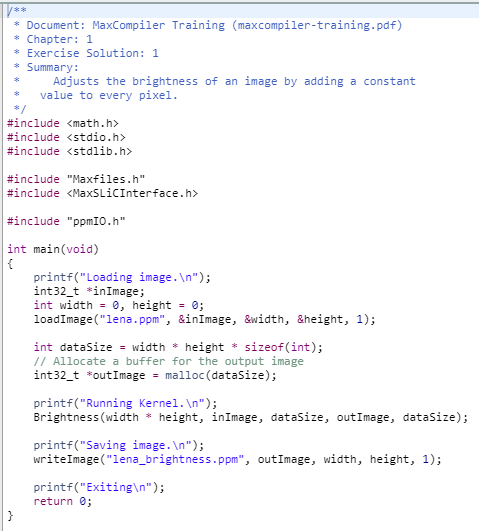 /**
 * Document: MaxCompiler Training (maxcompiler-training.pdf)
 * Chapter: 1
 * Exercise Solution: 1
 * Summary:
 *     Adjusts the brightness of an image by adding a constant
 *   value to every pixel.
 */
#include <math.h>
#include <stdio.h>
#include <stdlib.h>

#include "Maxfiles.h"
#include <MaxSLiCInterface.h>

#include "ppmIO.h"

int main(void)
{
    printf("Loading image.\n");
    int32_t *inImage;
    int width = 0, height = 0;
    loadImage("lena.ppm", &inImage, &width, &height, 1);

    int dataSize = width * height * sizeof(int);
    // Allocate a buffer for the output image
    int32_t *outImage = malloc(dataSize);

    printf("Running Kernel.\n");
    Brightness(width * height, inImage, dataSize, outImage, dataSize);

    printf("Saving image.\n");
    writeImage("lena_brightness.ppm", outImage, width, height, 1);

    printf("Exiting\n");
    return 0;
}